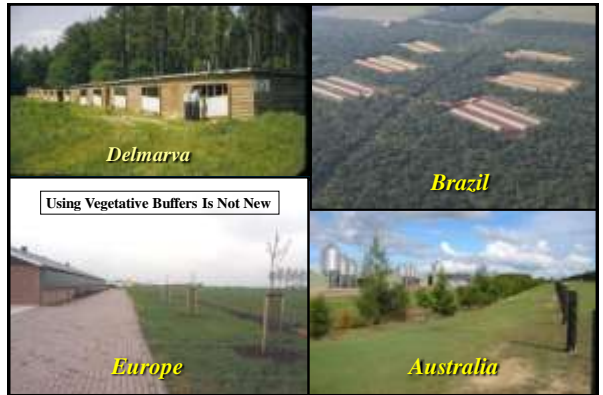 Delmarva
Brazil
Using Vegetative Buffers Is Not New
Europe
Australia